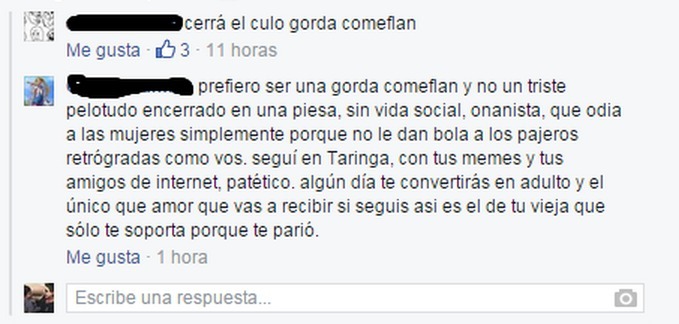 cerrá el culo gorda comeflan
Me gusta · 3 · 11 horas
prefiero ser una gorda comeflan y no un triste
pelotudo encerrado en una piesa, sin vida social, onanista, que odia
a las mujeres simplemente porque no le dan bola a los pajeros
retrógradas como vos. seguí en Taringa, con tus memes y tus
amigos de internet, patético. algún día te convertirás en adulto y el
único que amor que vas a recibir si seguis asi es el de tu vieja que
sólo te soporta porque te parió.
Me gusta · 1 hora
Escribe una respuesta...